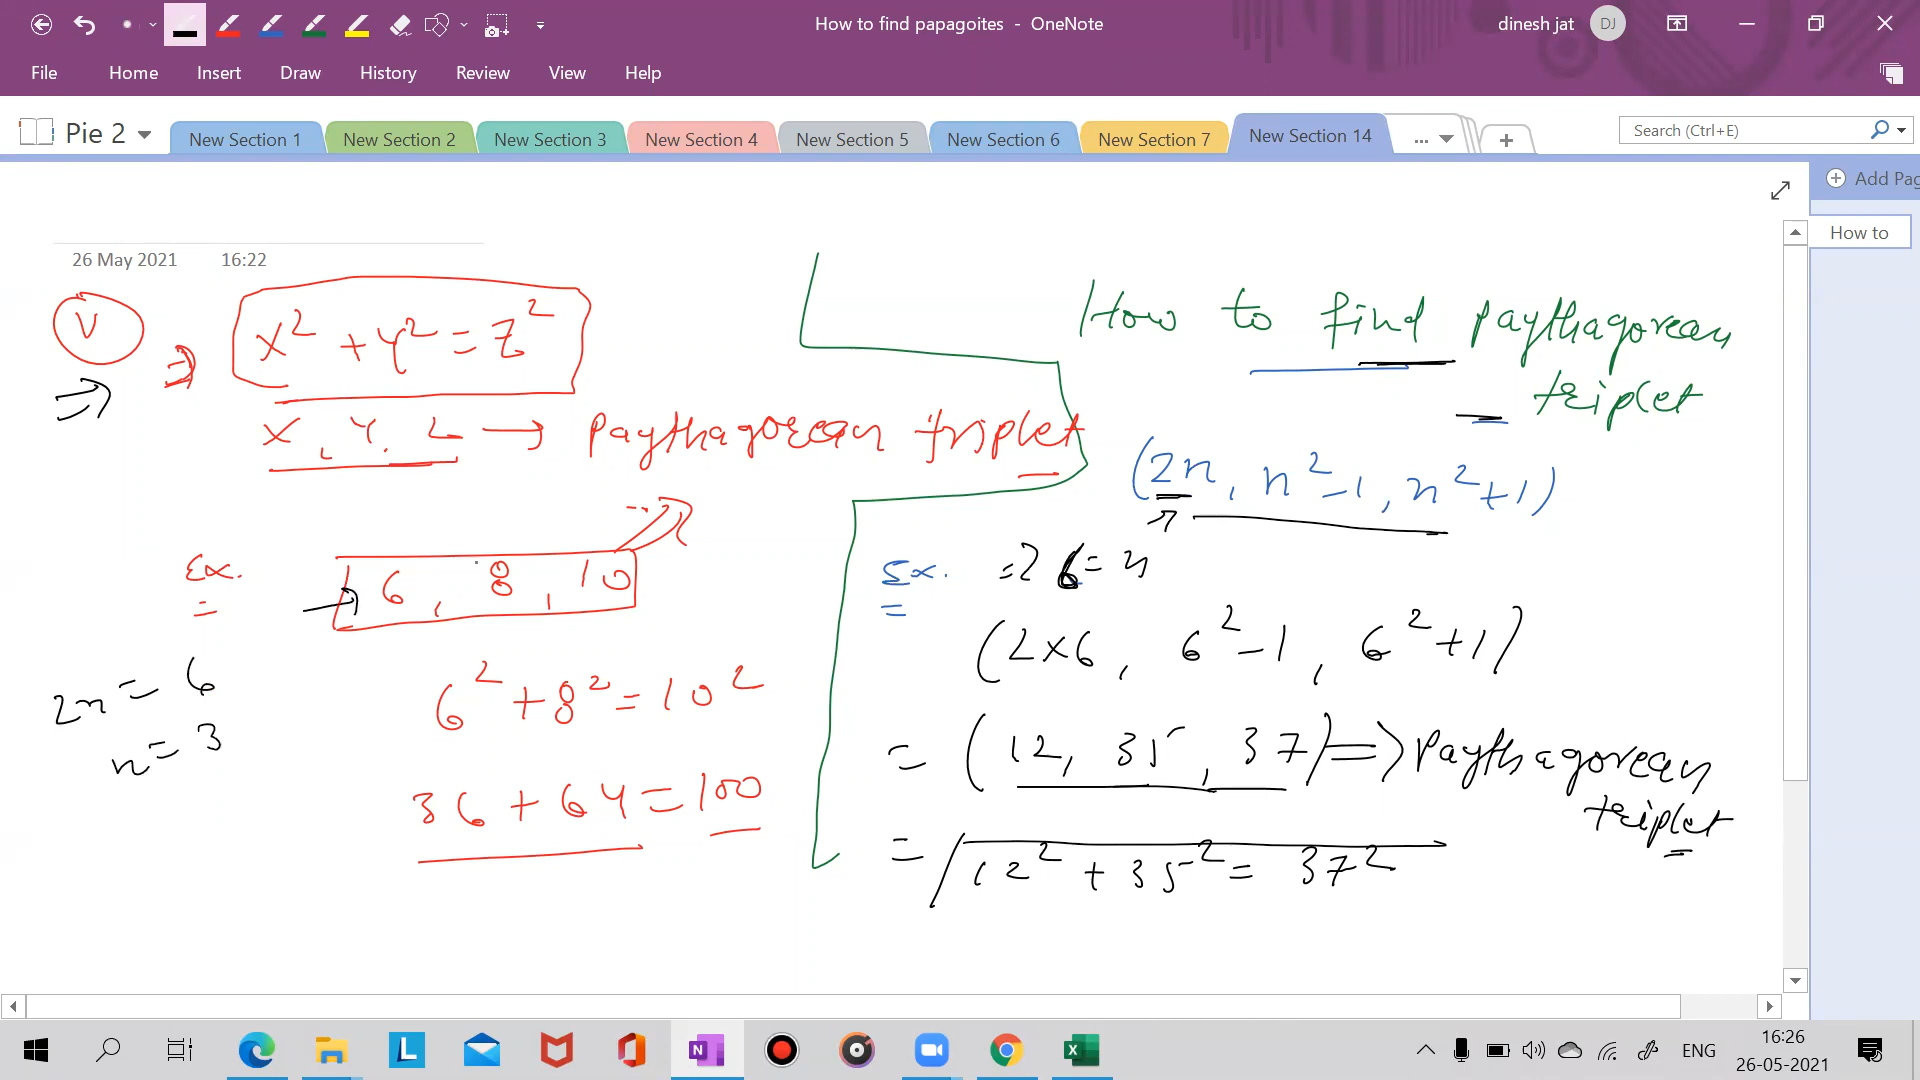 How to find papagoites - OneNote
dinesh jat DJ
File Home Insert Draw History Review View Help
Pie 2 New Section 1 New Section 2 New Section 3 New Section 4 New Section 5 New Section 6 New Section 7 New Section 14 ... Search (Ctrl+E)
Add Pag
How to
26 May 2021 16:22
V
⇒ x² + y² = z²
x, y, z → Paythagorean triplet
Ex. 6, 8, 10
2n = 6
n = 3
6² + 8² = 10²
36 + 64 = 100
How to find paythagorean
triplet
(2n, n²-1, n²+1)
Ex. ⇒ 6 = n
(2×6, 6²-1, 6²+1)
= (12, 35, 37) ⇒ Paythagorean
triplet
= 12² + 35² = 37²
ENG
16:26
26-05-2021